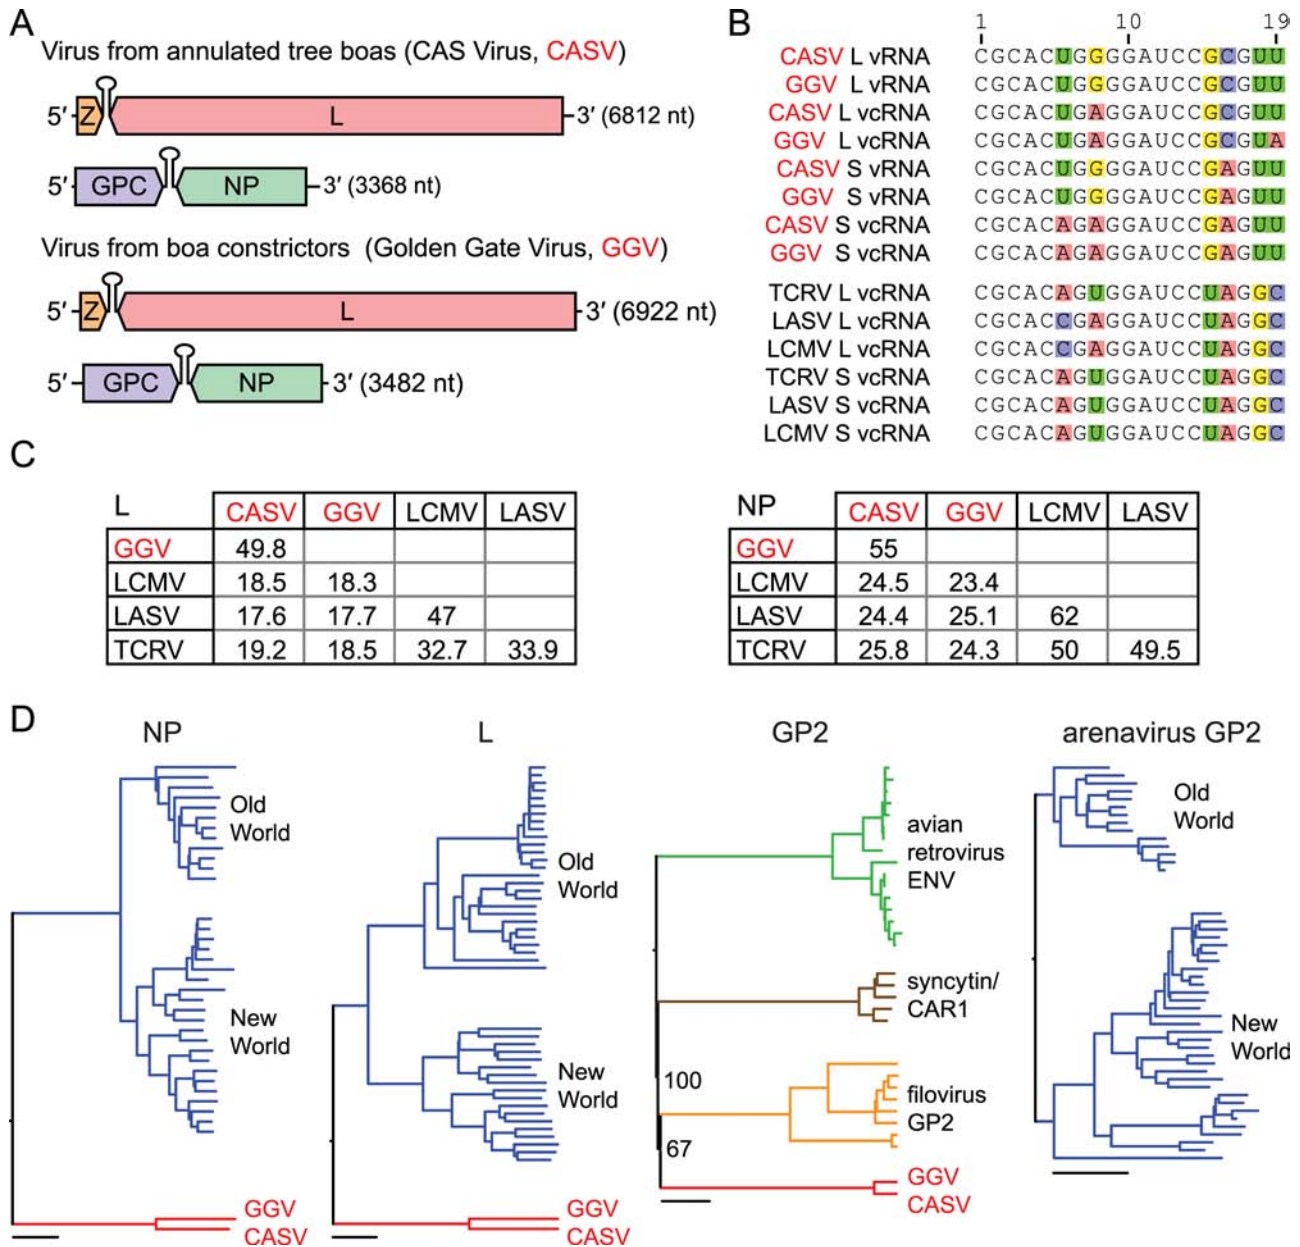 A
Virus from annulated tree boas (CAS Virus, CASV)
5′ Z L 3′ (6812 nt)
5′ GPC NP 3′ (3368 nt)
Virus from boa constrictors (Golden Gate Virus, GGV)
5′ Z L 3′ (6922 nt)
5′ GPC NP 3′ (3482 nt)
B
1 10 19
CASV L vRNA CGCACUGGGGAUCCGCGUU
GGV L vRNA CGCACUGGGGAUCCGCGUU
CASV L vcRNA CGCACUGAGGAUCCGCGUU
GGV L vcRNA CGCACUGAGGAUCCGCGUA
CASV S vRNA CGCACUGGGGAUCCGAGUU
GGV S vRNA CGCACUGGGGAUCCGAGUU
CASV S vcRNA CGCACAGAGGAUCCGAGUU
GGV S vcRNA CGCACAGAGGAUCCGAGUU
TCRV L vcRNA CGCACAGUGGAUCCUAGGC
LASV L vcRNA CGCACCGAGGAUCCUAGGC
LCMV L vcRNA CGCACCGAGGAUCCUAGGC
TCRV S vcRNA CGCACAGUGGAUCCUAGGC
LASV S vcRNA CGCACAGUGGAUCCUAGGC
LCMV S vcRNA CGCACAGUGGAUCCUAGGC
C
L CASV GGV LCMV LASV
GGV 49.8
LCMV 18.5 18.3
LASV 17.6 17.7 47
TCRV 19.2 18.5 32.7 33.9
NP CASV GGV LCMV LASV
GGV 55
LCMV 24.5 23.4
LASV 24.4 25.1 62
TCRV 25.8 24.3 50 49.5
D
NP
Old
World
New
World
GGV
CASV
L
Old
World
New
World
GGV
CASV
GP2
avian
retrovirus
ENV
syncytin/
CAR1
100
filovirus
GP2
67
GGV
CASV
arenavirus GP2
Old
World
New
World